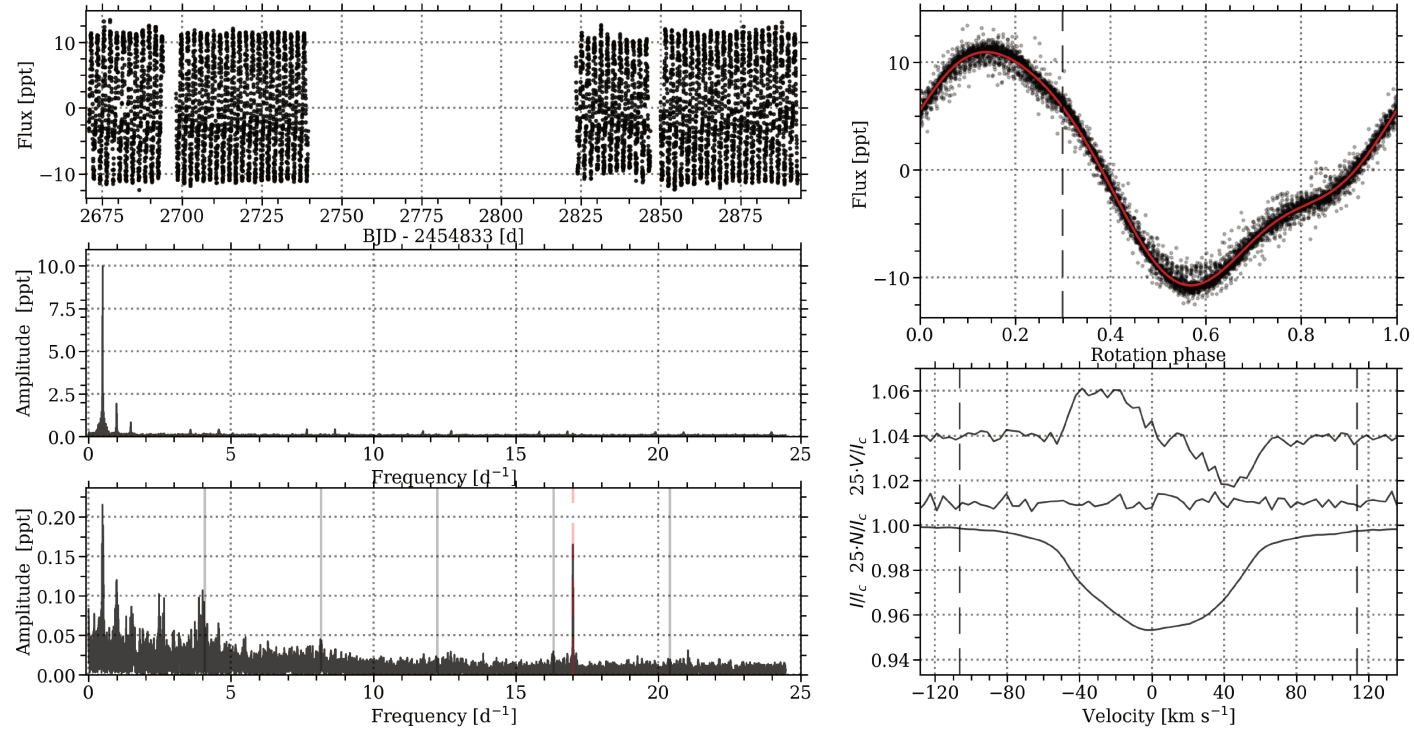 10
0
−10
Flux [ppt]
2675 2700 2725 2750 2775 2800 2825 2850 2875
BJD - 2454833 [d]
10.0
7.5
5.0
2.5
0.0
Amplitude [ppt]
0 5 10 15 20 25
Frequency [d⁻¹]
0.20
0.15
0.10
0.05
0.00
Amplitude [ppt]
0 5 10 15 20 25
Frequency [d⁻¹]
10
0
−10
Flux [ppt]
0.0 0.2 0.4 0.6 0.8 1.0
Rotation phase
1.06
1.04
1.02
1.00
0.98
0.96
0.94
I/I_c 25·N/I_c 25·V/I_c
−120 −80 −40 0 40 80 120
Velocity [km s⁻¹]